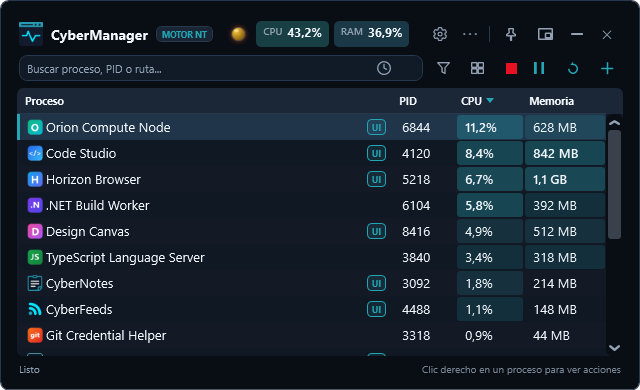 CyberManager MOTOR NT CPU 43,2% RAM 36,9%
Buscar proceso, PID o ruta...
Proceso PID CPU Memoria
O Orion Compute Node UI 6844 11,2% 628 MB
</> Code Studio UI 4120 8,4% 842 MB
H Horizon Browser UI 5218 6,7% 1,1 GB
.N .NET Build Worker 6104 5,8% 392 MB
D Design Canvas UI 8416 4,9% 512 MB
JS TypeScript Language Server 3840 3,4% 318 MB
CyberNotes UI 3092 1,8% 214 MB
CyberFeeds UI 4488 1,1% 148 MB
git Git Credential Helper 3318 0,9% 44 MB
Listo Clic derecho en un proceso para ver acciones